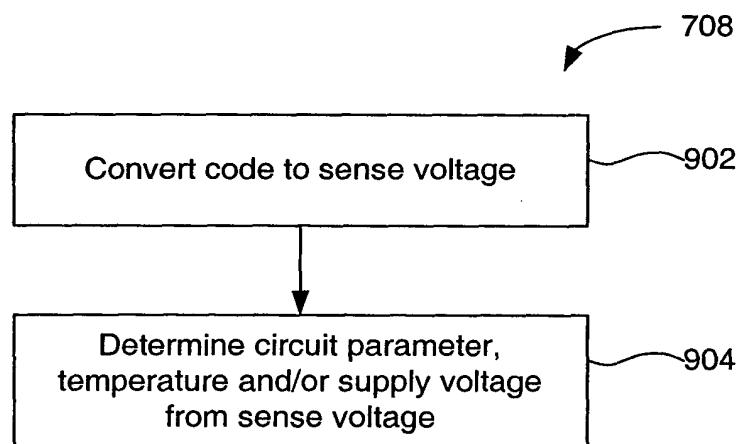 708
Convert code to sense voltage
902
Determine circuit parameter,
temperature and/or supply voltage
from sense voltage
904